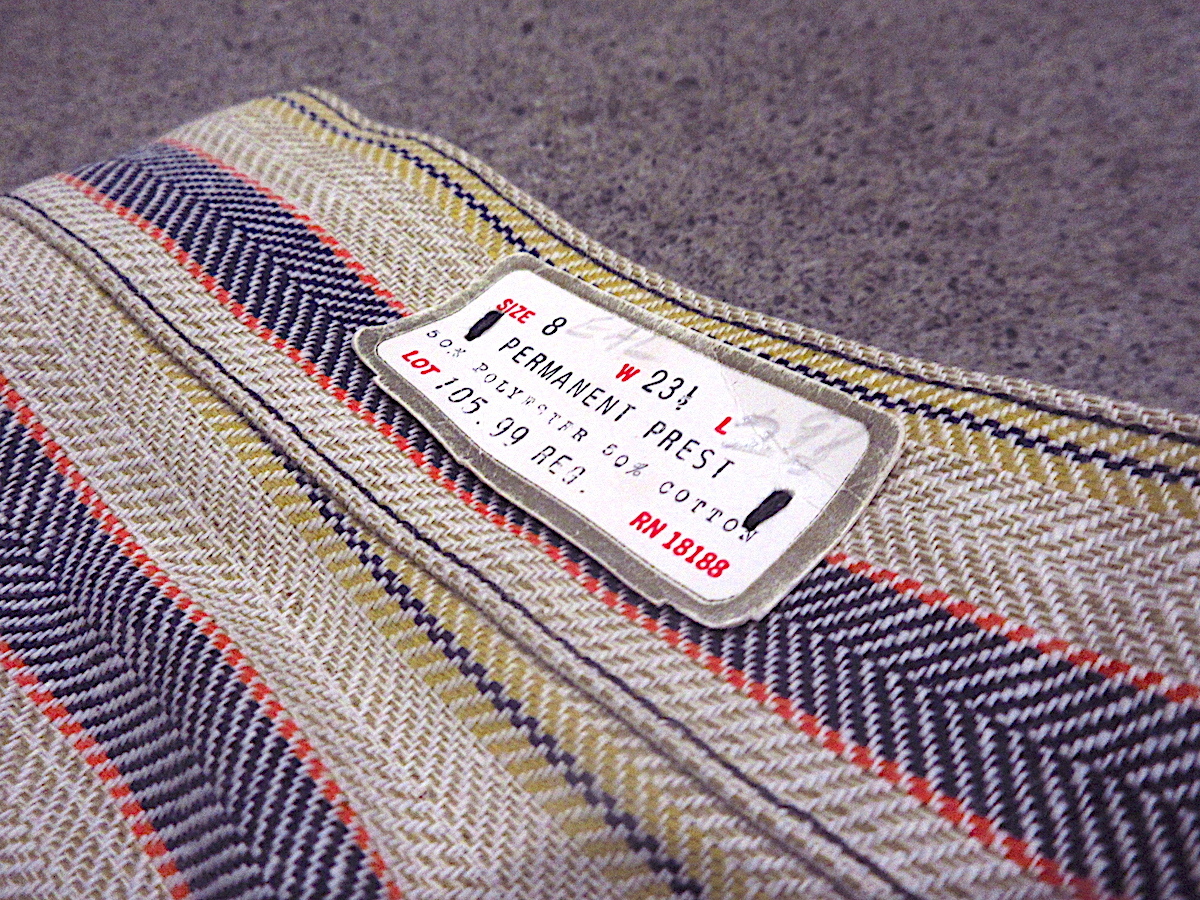 SIZE 8 W 23½ L
PERMANENT PREST
50% POLYESTER 50% COTTON
LOT 105.99 REG.
RN 18188